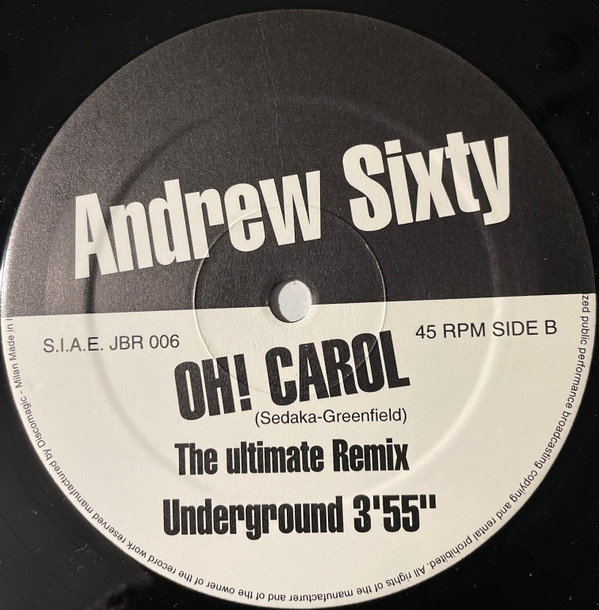 Andrew Sixty
S.I.A.E. JBR 006
45 RPM SIDE B
OH! CAROL
(Sedaka-Greenfield)
The ultimate Remix
Underground 3'55"
public performance broadcasting copying and rental prohibited. All rights of the manufacturer and of the owner of the record work reserved manufactured by Discomagic - Milan Made in